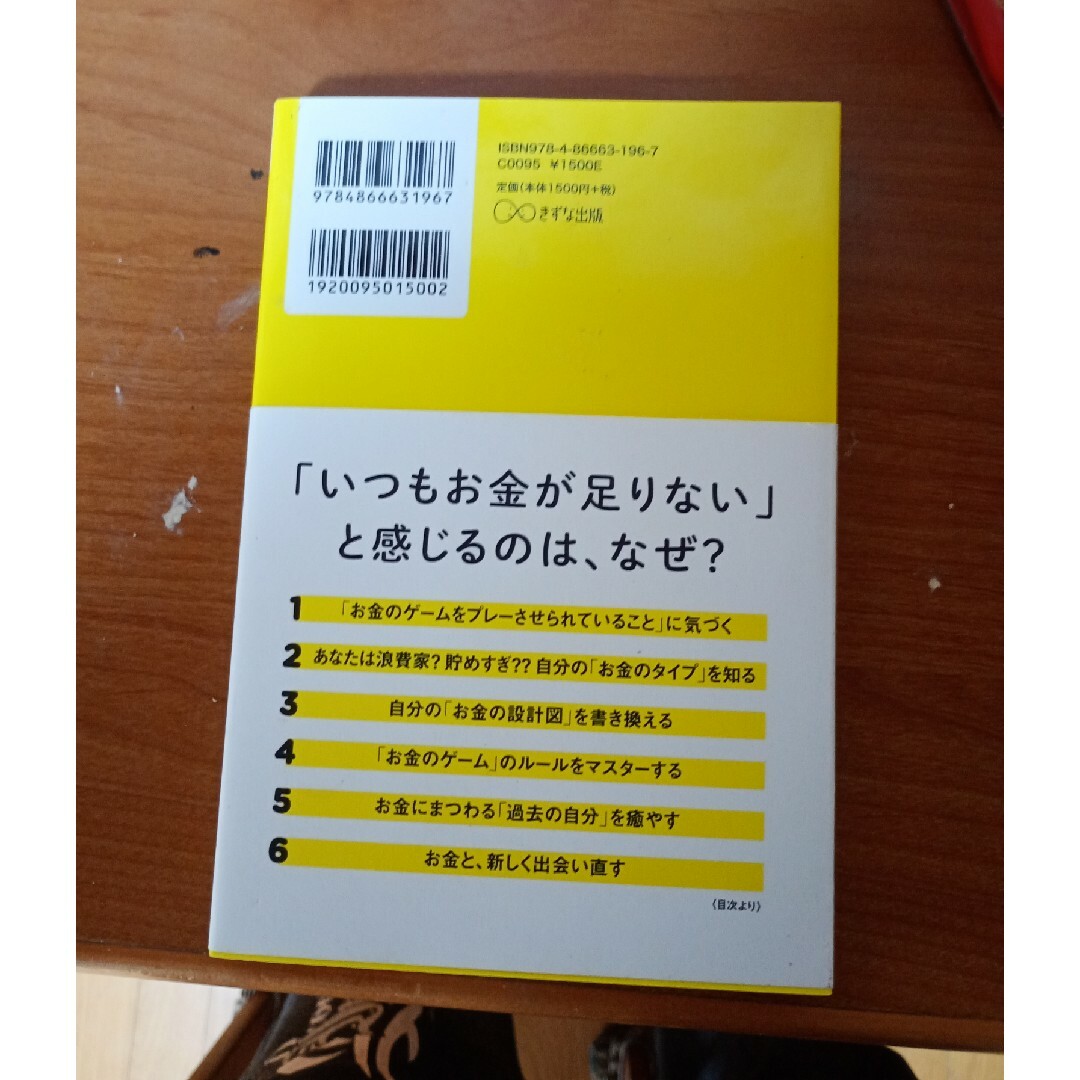 9784866631967
1920095015002
ISBN978-4-86663-196-7
C0095 ¥1500E
定価(本体1500円+税)
きずな出版
「いつもお金が足りない」
と感じるのは、なぜ?
1 「お金のゲームをプレーさせられていること」に気づく
2 あなたは浪費家?貯めすぎ??自分の「お金のタイプ」を知る
3 自分の「お金の設計図」を書き換える
4 「お金のゲーム」のルールをマスターする
5 お金にまつわる「過去の自分」を癒やす
6 お金と、新しく出会い直す
〈目次より〉